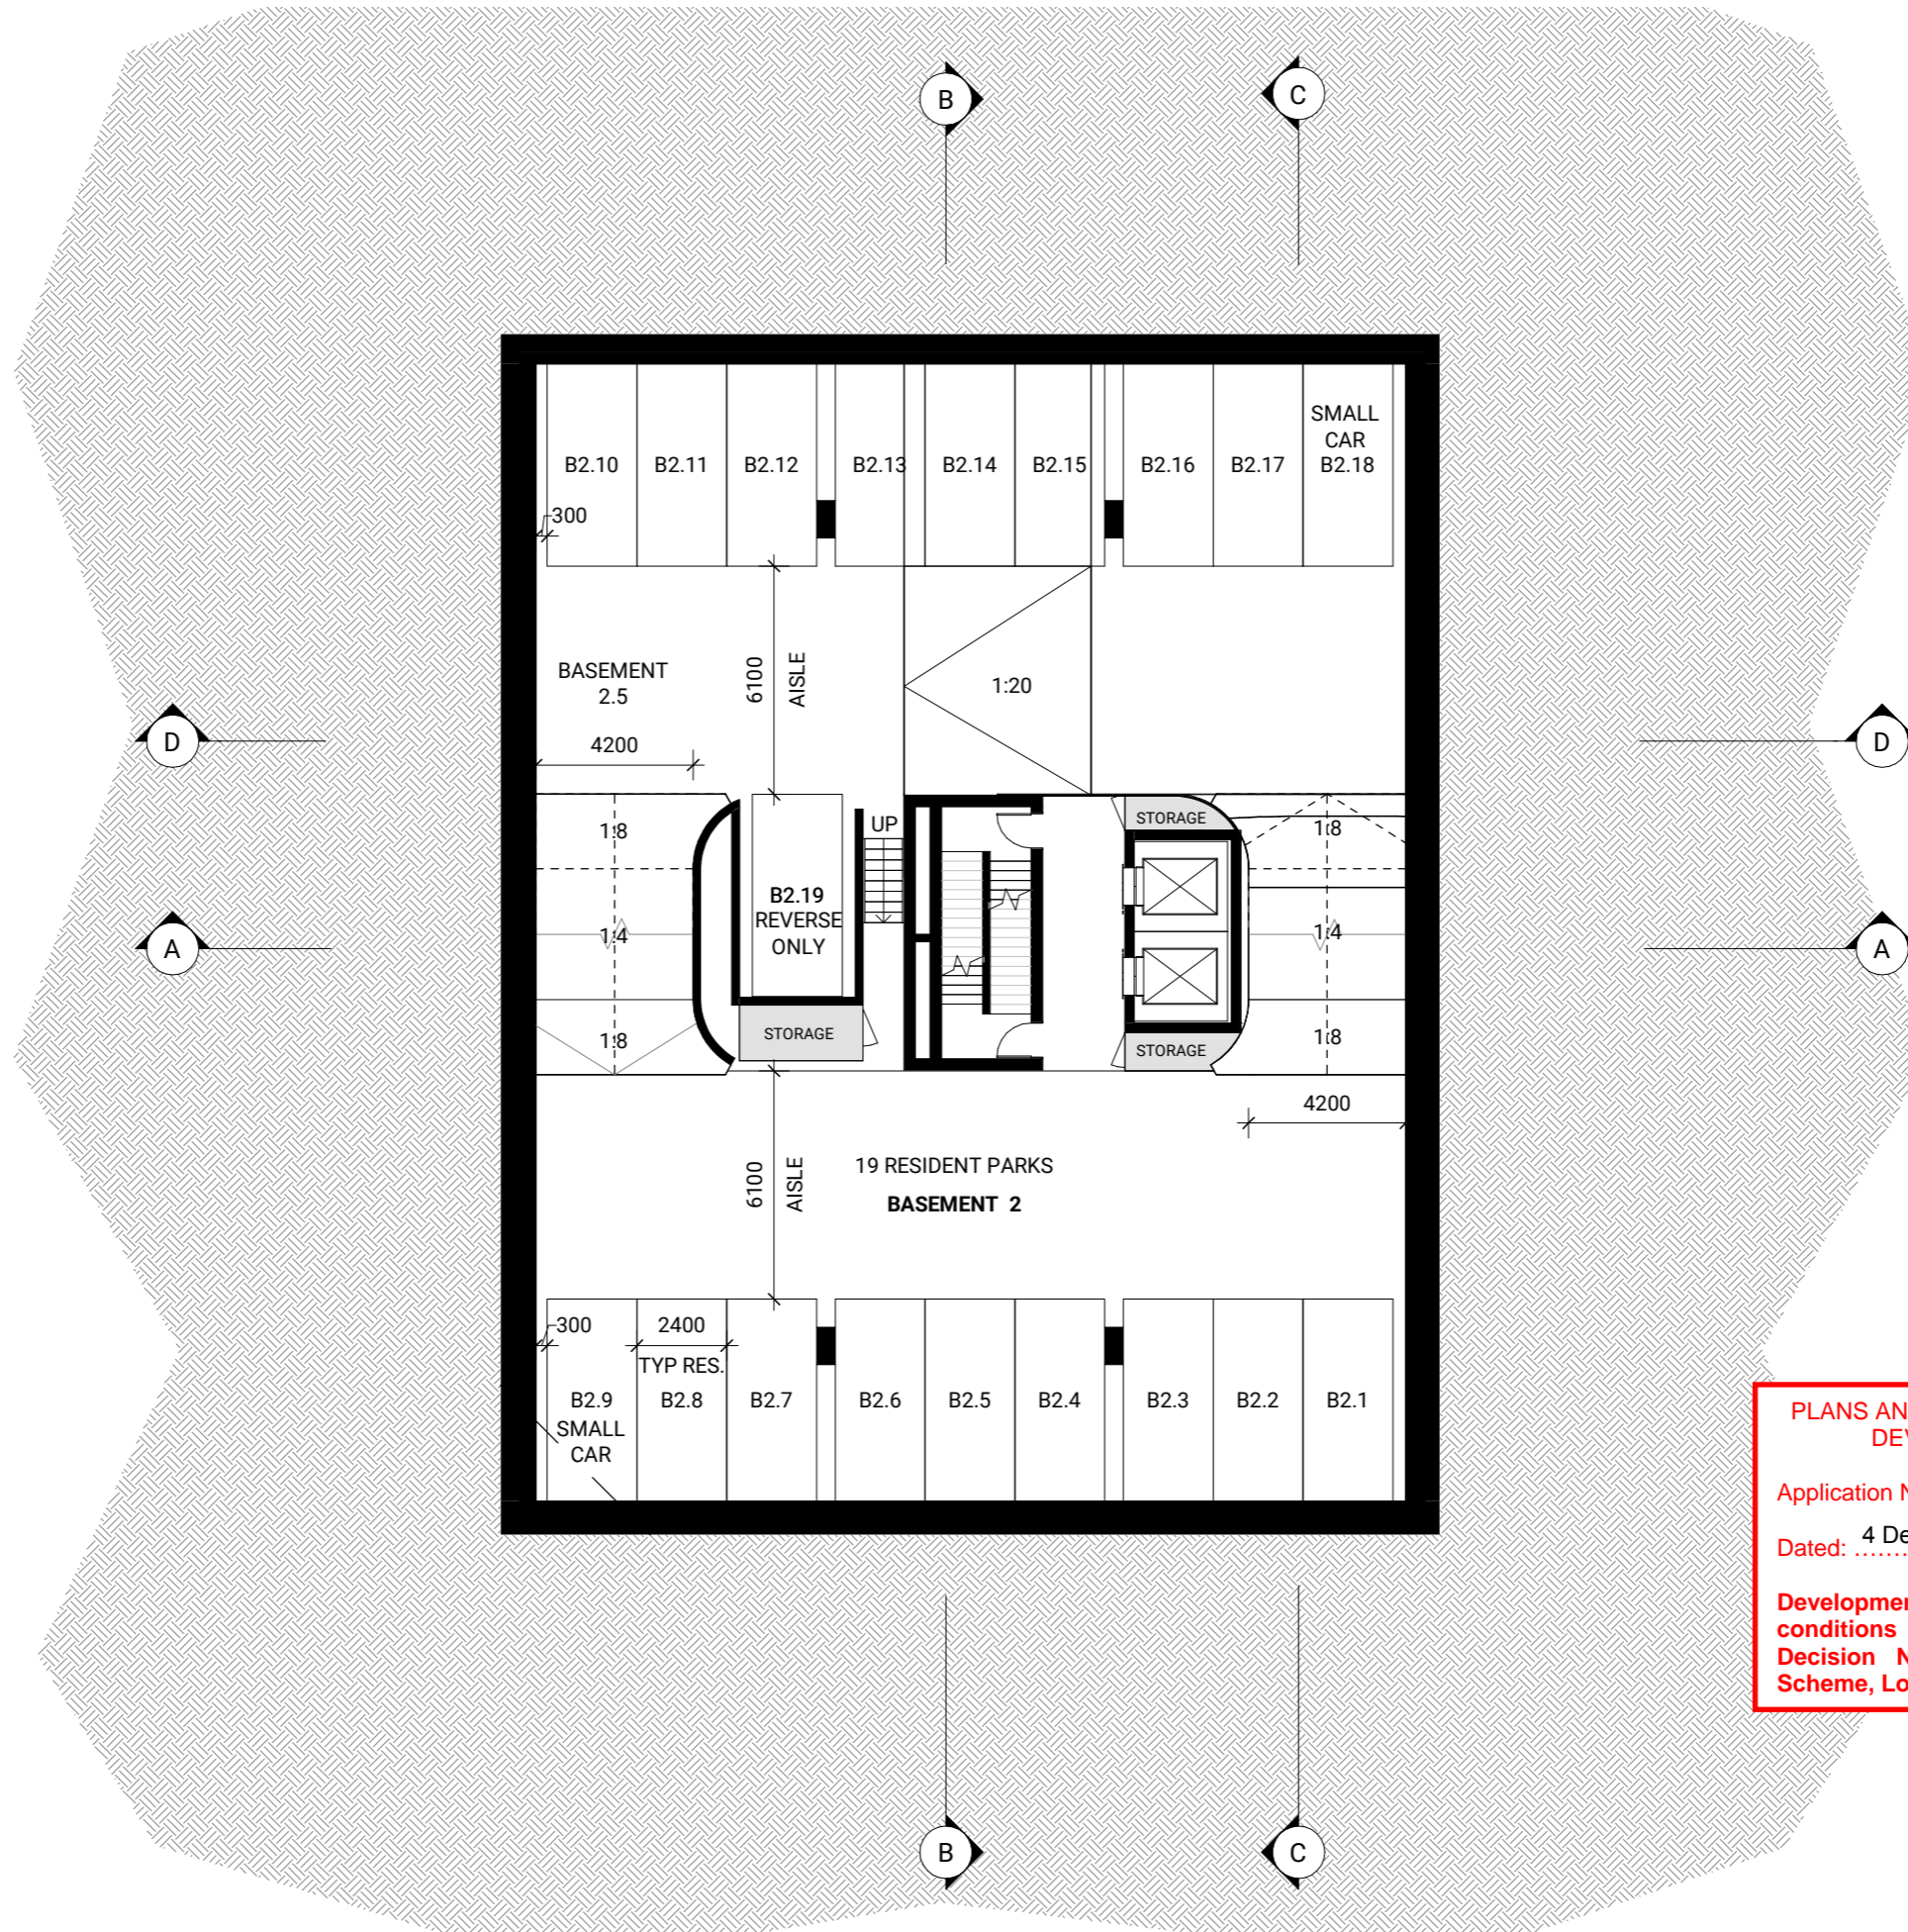 B
C
SMALL
CAR
B2.10
B2.11
B2.12
B2.13
B2.14
B2.15
B2.16
B2.17
B2.18
300
BASEMENT
2.5
6100
AISLE
1:20
D
D
4200
1:8
UP
STORAGE
1:8
B2.19
REVERSE
ONLY
A
1:4
1:4
A
1:8
STORAGE
STORAGE
1:8
4200
6100
AISLE
19 RESIDENT PARKS
BASEMENT 2
300
2400
TYP RES.
B2.9
B2.8
B2.7
B2.6
B2.5
B2.4
B2.3
B2.2
B2.1
SMALL
CAR
PLANS AN
DEV
Application N
Dated: ....... 4 De
Developmen
conditions
Decision N
Scheme, Lo
B
C